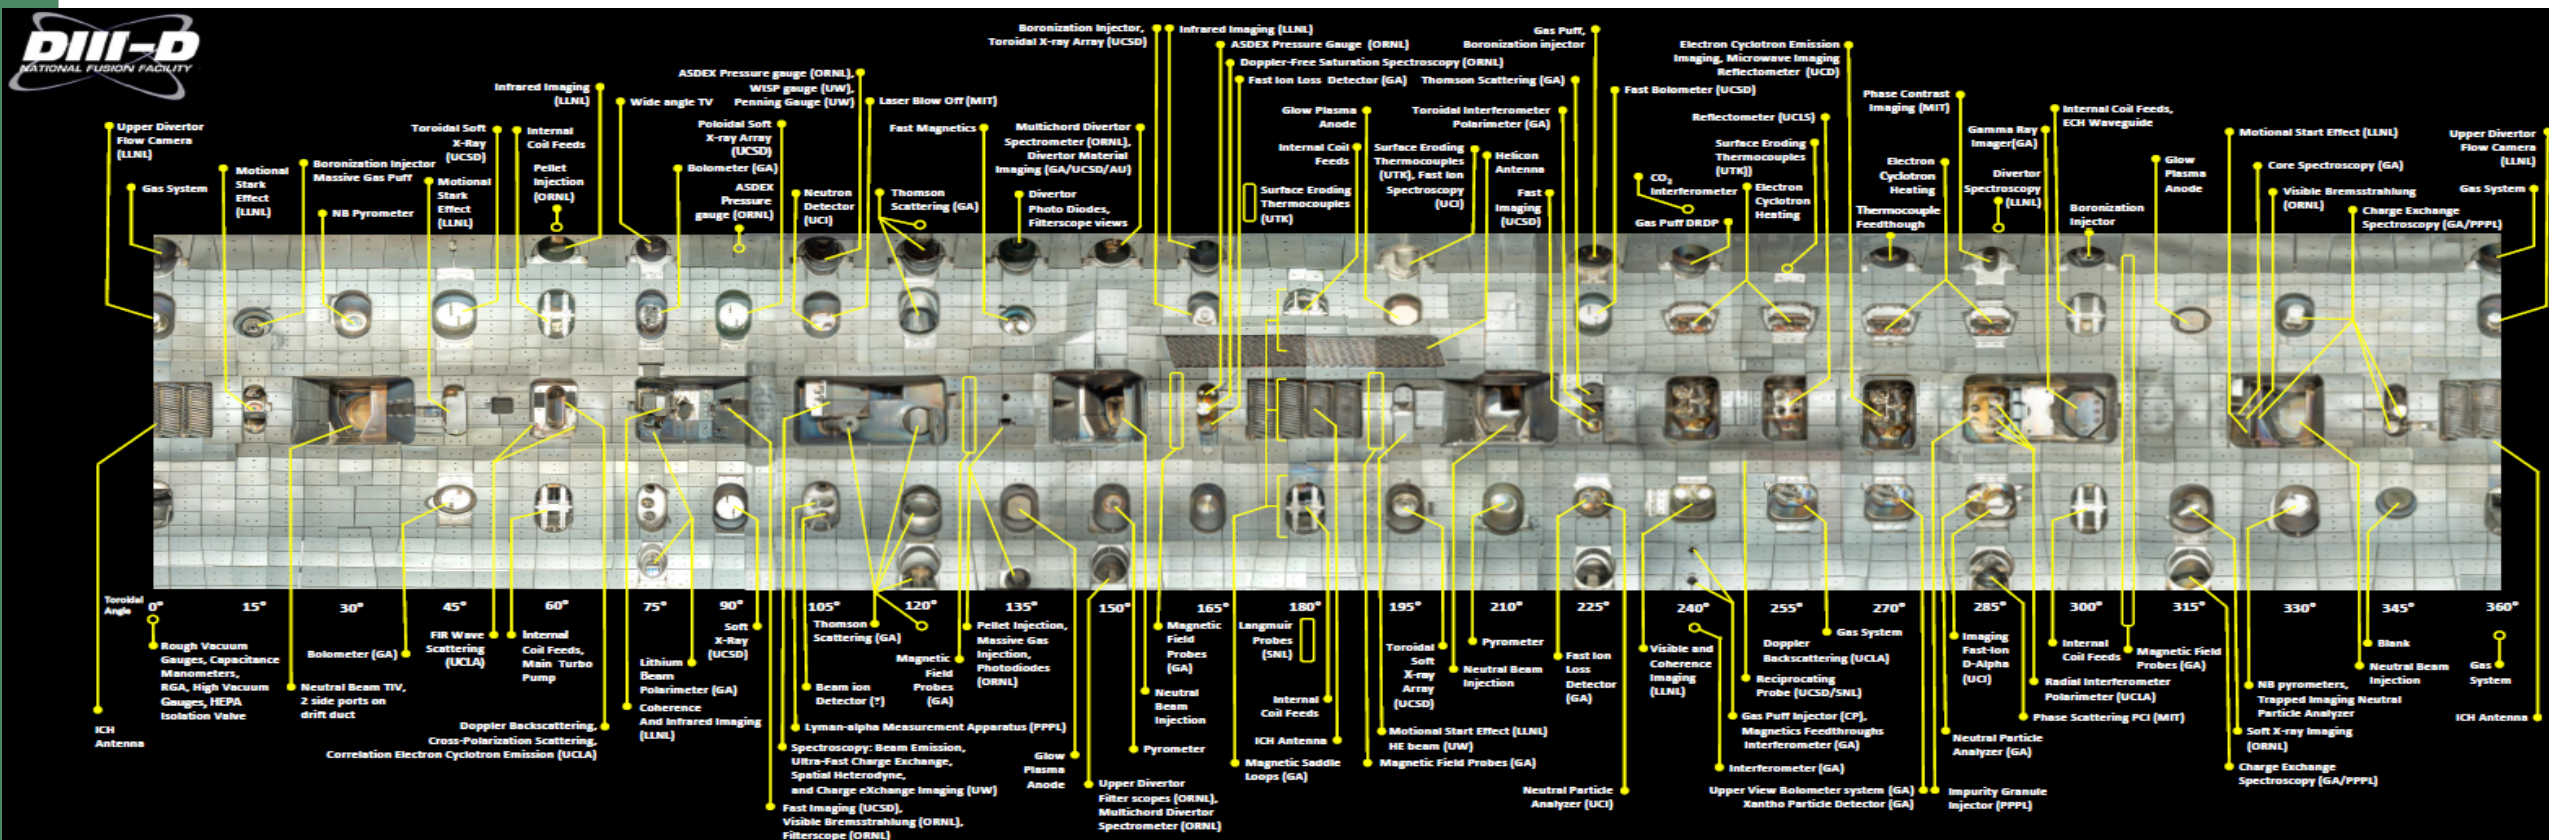 DIII-D
NATIONAL FUSION FACILITY
Upper Divertor
Flow Camera
(LLNL)
Gas System
Motional
Stark
Effect
(LLNL)
Boronization Injector
Massive Gas Puff
NB Pyrometer
Toroidal Soft
X-Ray
(UCSD)
Motional
Stark
Effect
(LLNL)
Infrared Imaging
(LLNL)
Internal
Coil Feeds
Pellet
Injection
(ORNL)
Wide angle TV
ASDEX Pressure gauge (ORNL),
WISP gauge (UW),
Penning Gauge (UW)
Poloidal Soft
X-ray Array
(UCSD)
Bolometer (GA)
ASDEX
Pressure
gauge (ORNL)
Laser Blow Off (MIT)
Neutron
Detector
(UCI)
Thomson
Scattering (GA)
Fast Magnetics
Boronization Injector,
Toroidal X-ray Array (UCSD)
Multichord Divertor
Spectrometer (ORNL),
Divertor Material
Imaging (GA/UCSD/AU)
Divertor
Photo Diodes,
Filterscope views
Infrared Imaging (LLNL)
ASDEX Pressure Gauge (ORNL)
Doppler-Free Saturation Spectroscopy (ORNL)
Fast Ion Loss Detector (GA)
Glow Plasma
Anode
Internal Coil
Feeds
Surface Eroding
Thermocouples
(UTK)
Gas Puff,
Boronization injector
Thomson Scattering (GA)
Toroidal Interferometer
Polarimeter (GA)
Surface Eroding
Thermocouples
(UTK), Fast Ion
Spectroscopy
(UCI)
Helicon
Antenna
Fast
Imaging
(UCSD)
Fast Bolometer (UCSD)
Electron Cyclotron Emission
Imaging, Microwave Imaging
Reflectometer (UCD)
Reflectometer (UCLS)
Surface Eroding
Thermocouples
(UTK))
CO2
Interferometer
Electron
Cyclotron
Heating
Gas Puff DRDP
Phase Contrast
Imaging (MIT)
Electron
Cyclotron
Heating
Thermocouple
Feedthough
Gamma Ray
Imager(GA)
Divertor
Spectroscopy
(LLNL)
Internal Coil Feeds,
ECH Waveguide
Glow
Plasma
Anode
Boronization
Injector
Motional Start Effect (LLNL)
Core Spectroscopy (GA)
Visible Bremsstrahlung
(ORNL)
Charge Exchange
Spectroscopy (GA/PPPL)
Upper Divertor
Flow Camera
(LLNL)
Gas System
Toroidal
Angle
0° 15° 30° 45° 60° 75° 90° 105° 120° 135° 150° 165° 180° 195° 210° 225° 240° 255° 270° 285° 300° 315° 330° 345° 360°
ICH
Antenna
Rough Vacuum
Gauges, Capacitance
Manometers,
RGA, High Vacuum
Gauges, HEPA
Isolation Valve
Neutral Beam TIV,
2 side ports on
drift duct
Bolometer (GA)
FIR Wave
Scattering
(UCLA)
Internal
Coil Feeds,
Main Turbo
Pump
Doppler Backscattering,
Cross-Polarization Scattering,
Correlation Electron Cyclotron Emission (UCLA)
Lithium
Beam
Polarimeter (GA)
Coherence
And Infrared Imaging
(LLNL)
Soft
X-Ray
(UCSD)
Thomson
Scattering (GA)
Beam ion
Detector (?)
Lyman-alpha Measurement Apparatus (PPPL)
Spectroscopy: Beam Emission,
Ultra-Fast Charge Exchange,
Spatial Heterodyne,
and Charge eXchange Imaging (UW)
Fast Imaging (UCSD),
Visible Bremsstrahlung (ORNL),
Filterscope (ORNL)
Magnetic
Field
Probes
(GA)
Pellet Injection,
Massive Gas
Injection,
Photodiodes
(ORNL)
Glow
Plasma
Anode
Upper Divertor
Filter scopes (ORNL),
Multichord Divertor
Spectrometer (ORNL)
Pyrometer
Neutral
Beam
Injection
Magnetic
Field
Probes
(GA)
Langmuir
Probes
(SNL)
Internal
Coil Feeds
ICH Antenna
Magnetic Saddle
Loops (GA)
Toroidal
Soft
X-ray
Array
(UCSD)
Motional Start Effect (LLNL)
HE beam (UW)
Magnetic Field Probes (GA)
Pyrometer
Neutral Beam
Injection
Fast Ion
Loss
Detector
(GA)
Neutral Particle
Analyzer (UCI)
Visible and
Coherence
Imaging
(LLNL)
Doppler
Backscattering (UCLA)
Gas System
Reciprocating
Probe (UCSD/SNL)
Gas Puff Injector (CP),
Magnetics Feedthroughs
Interferometer (GA)
Interferometer (GA)
Upper View Bolometer system (GA)
Xantho Particle Detector (GA)
Imaging
Fast-Ion
D-Alpha
(UCI)
Neutral Particle
Analyzer (GA)
Impurity Granule
Injector (PPPL)
Internal
Coil Feeds
Magnetic Field
Probes (GA)
Radial Interferometer
Polarimeter (UCLA)
Phase Scattering PCI (MIT)
NB pyrometers,
Trapped Imaging Neutral
Particle Analyzer
Soft X-ray Imaging
(ORNL)
Charge Exchange
Spectroscopy (GA/PPPL)
Blank
Neutral Beam
Injection
Gas
System
ICH Antenna